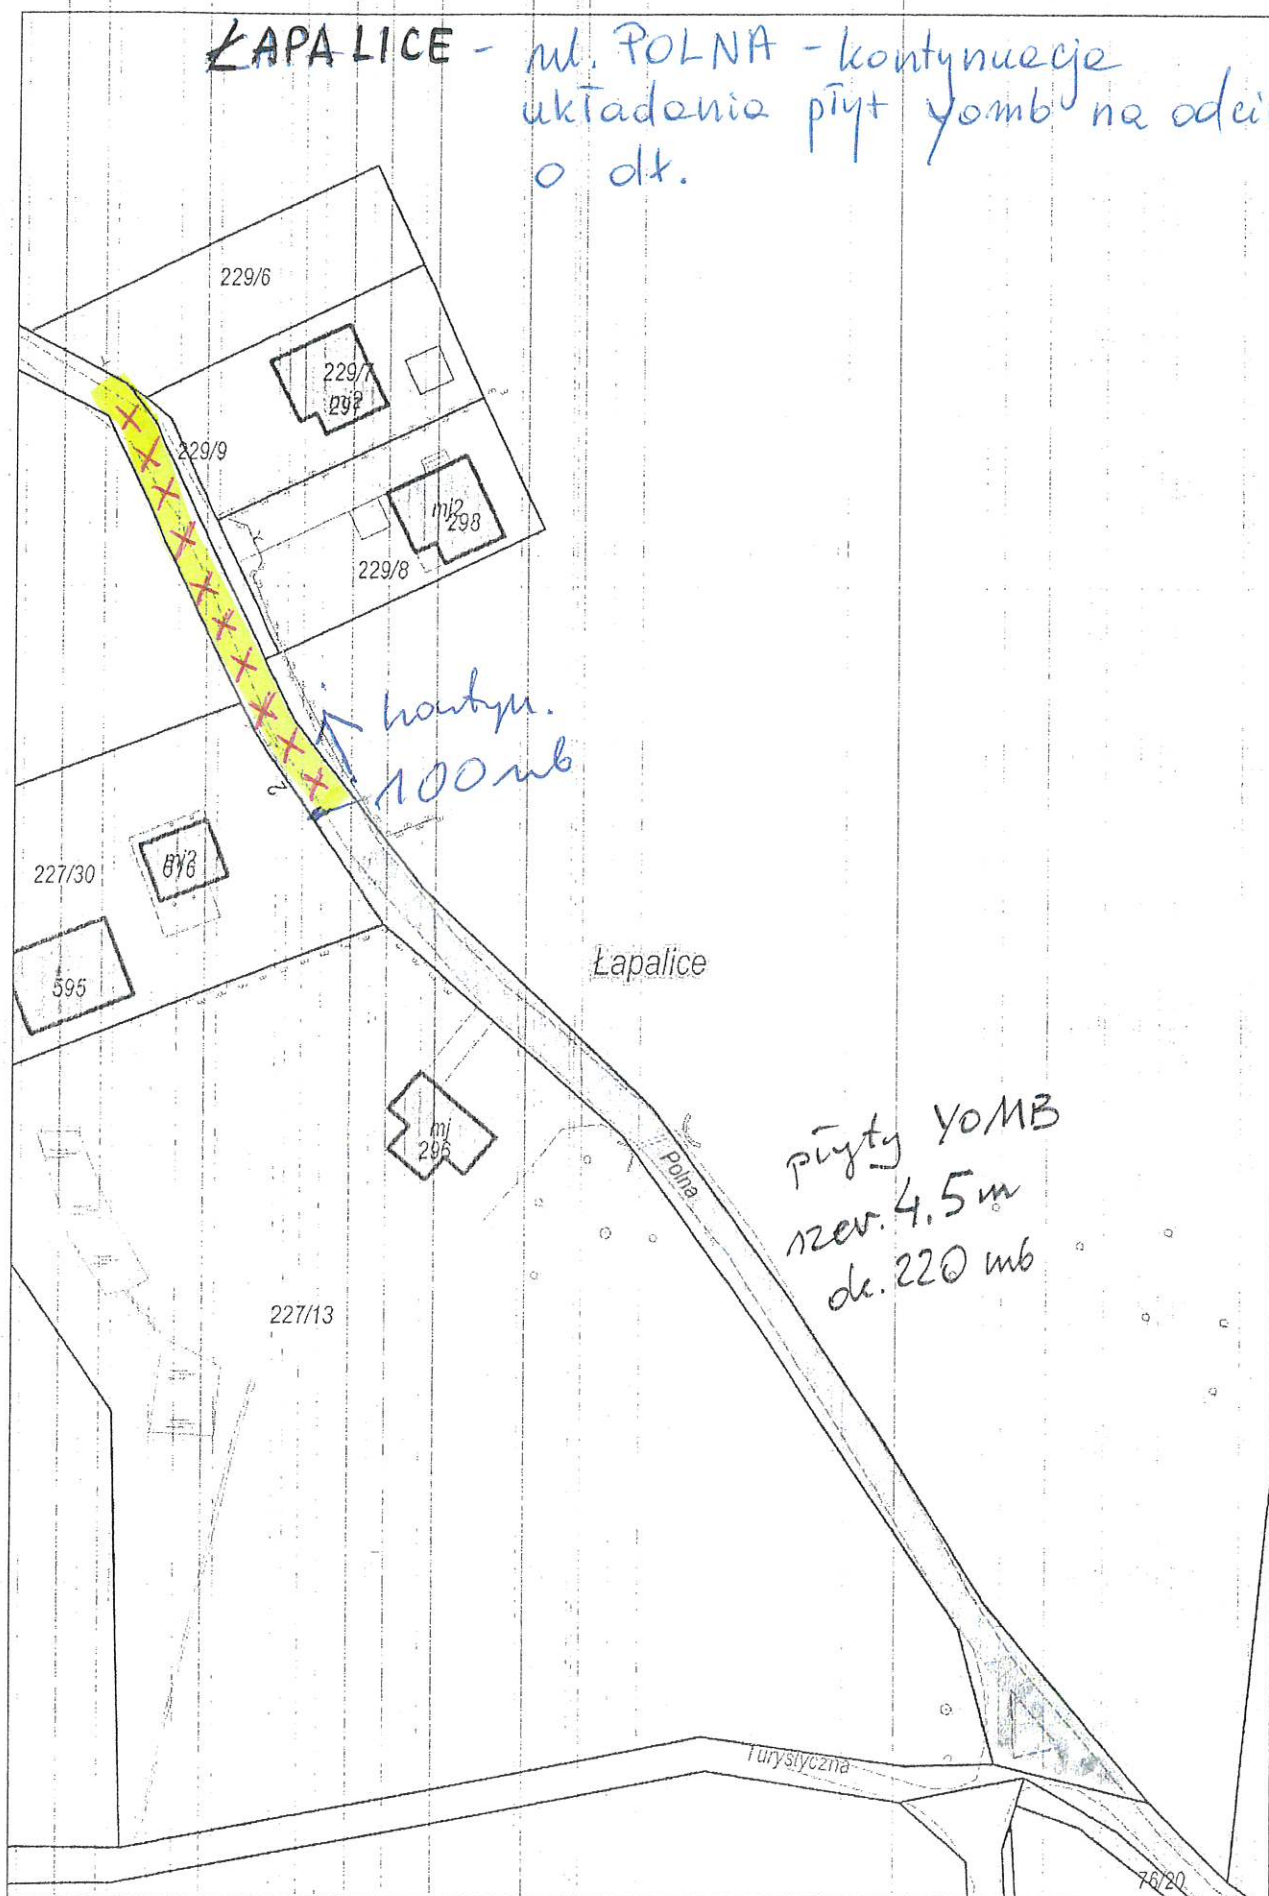 ŁAPALICE - ul. POLNA - kontynuacja
układania płyt yomb na odci
o dł.
229/6
229/7
229/9
mj2
298
229/8
kontyn.
100 mb
227/30
595
Łapalice
mj
296
Polna
płyty YOMB
szer. 4,5 m
dł. 220 mb
227/13
Turystyczna
76/20